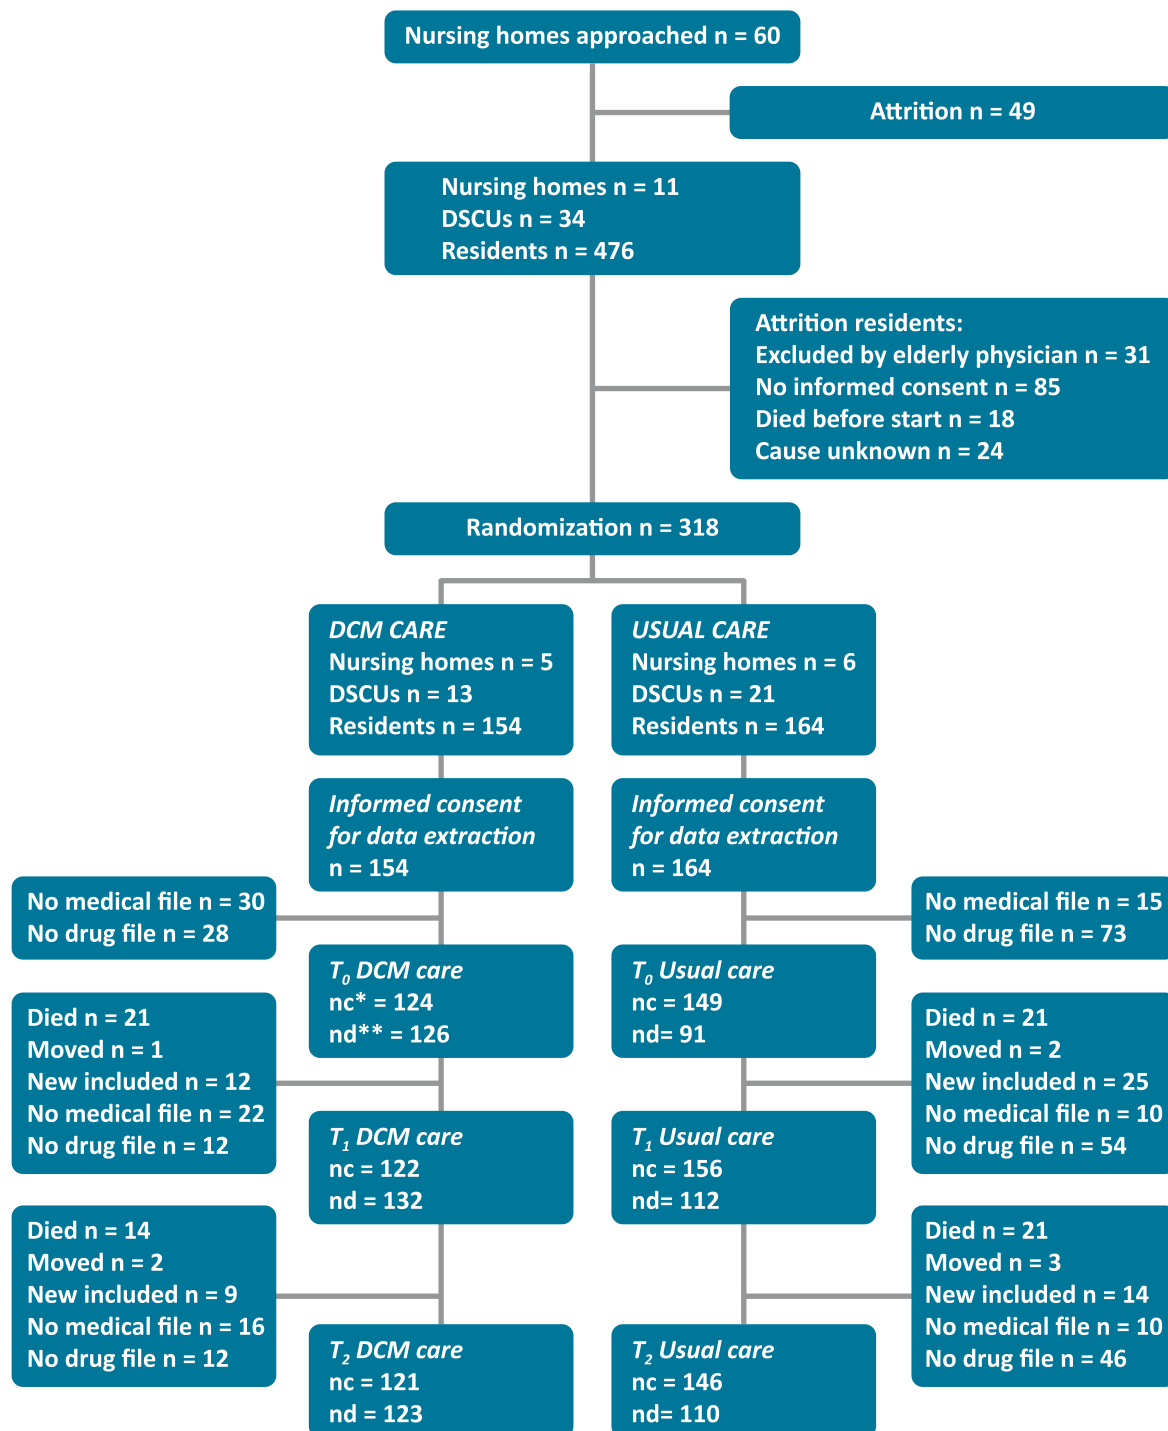 Nursing homes approached n = 60
Attrition n = 49
Nursing homes n = 11
DSCUs n = 34
Residents n = 476
Attrition residents:
Excluded by elderly physician n = 31
No informed consent n = 85
Died before start n = 18
Cause unknown n = 24
Randomization n = 318
DCM CARE
Nursing homes n = 5
DSCUs n = 13
Residents n = 154
USUAL CARE
Nursing homes n = 6
DSCUs n = 21
Residents n = 164
Informed consent
for data extraction
n = 154
Informed consent
for data extraction
n = 164
No medical file n = 30
No drug file n = 28
No medical file n = 15
No drug file n = 73
T0 DCM care
nc* = 124
nd** = 126
T0 Usual care
nc = 149
nd= 91
Died n = 21
Moved n = 1
New included n = 12
No medical file n = 22
No drug file n = 12
Died n = 21
Moved n = 2
New included n = 25
No medical file n = 10
No drug file n = 54
T1 DCM care
nc = 122
nd = 132
T1 Usual care
nc = 156
nd= 112
Died n = 14
Moved n = 2
New included n = 9
No medical file n = 16
No drug file n = 12
Died n = 21
Moved n = 3
New included n = 14
No medical file n = 10
No drug file n = 46
T2 DCM care
nc = 121
nd = 123
T2 Usual care
nc = 146
nd= 110